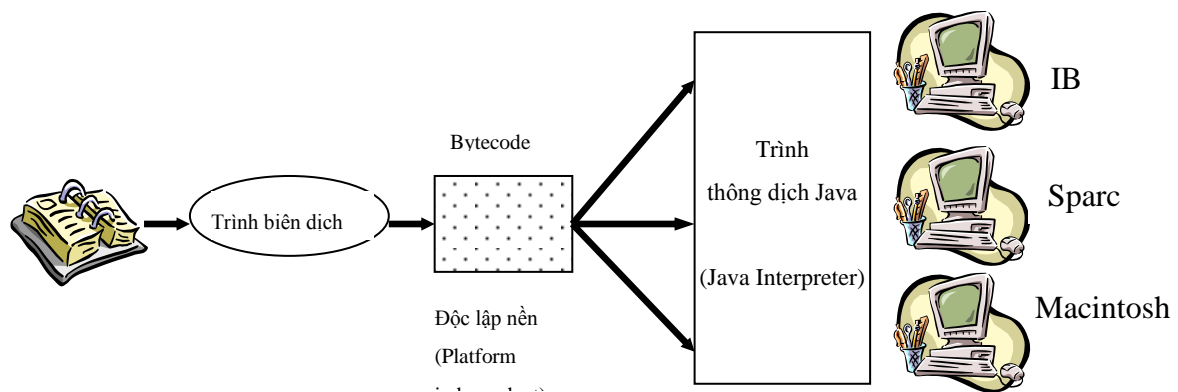 Trình biên dịch
Bytecode
Độc lập nền
(Platform
Trình
thông dịch Java
(Java Interpreter)
IB
Sparc
Macintosh